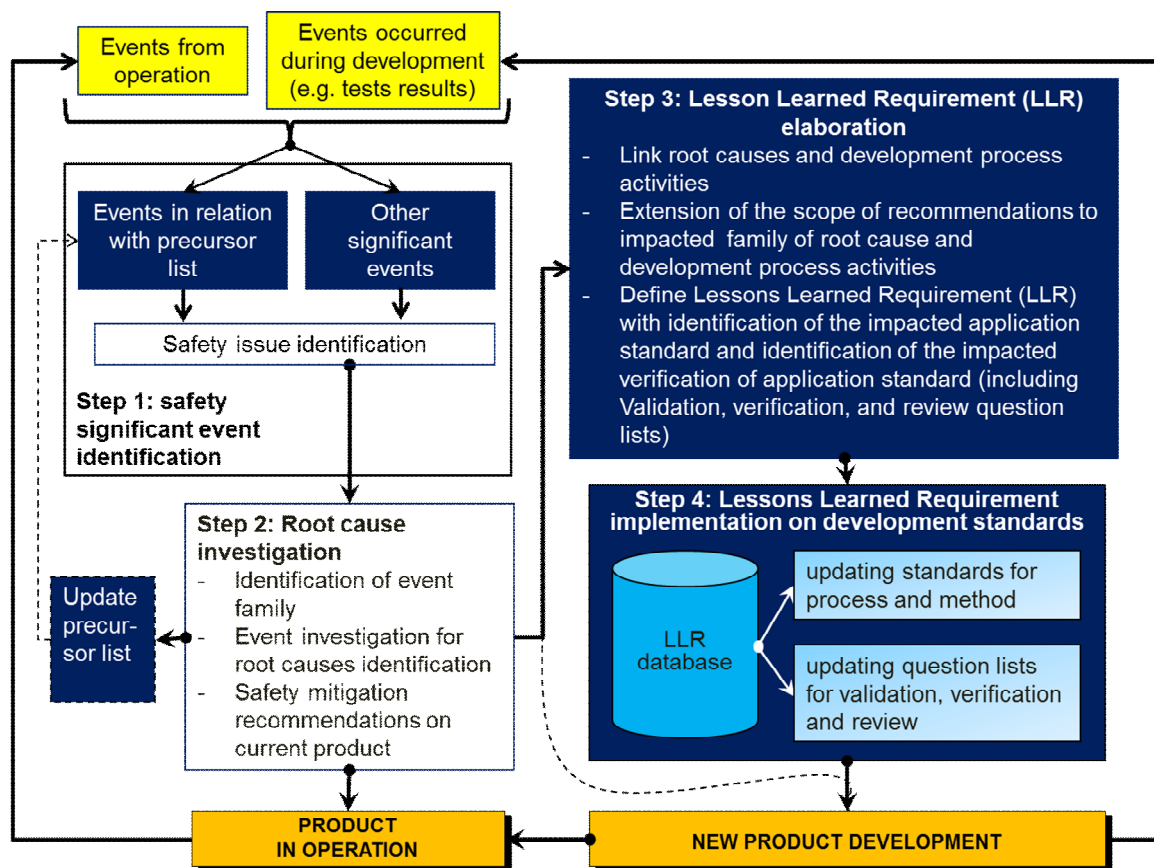 Events from
operation
Events occurred
during development
(e.g. tests results)
Events in relation
with precursor
list
Other
significant
events
Safety issue identification
Step 1: safety
significant event
identification
Step 2: Root cause
investigation
- Identification of event
family
- Event investigation for
root causes identification
- Safety mitigation
recommendations on
current product
Update
precur-
sor list
Step 3: Lesson Learned Requirement (LLR)
elaboration
- Link root causes and development process
activities
- Extension of the scope of recommendations to
impacted family of root cause and
development process activities
- Define Lessons Learned Requirement (LLR)
with identification of the impacted application
standard and identification of the impacted
verification of application standard (including
Validation, verification, and review question
lists)
Step 4: Lessons Learned Requirement
implementation on development standards
LLR
database
updating standards for
process and method
updating question lists
for validation, verification
and review
PRODUCT
IN OPERATION
NEW PRODUCT DEVELOPMENT